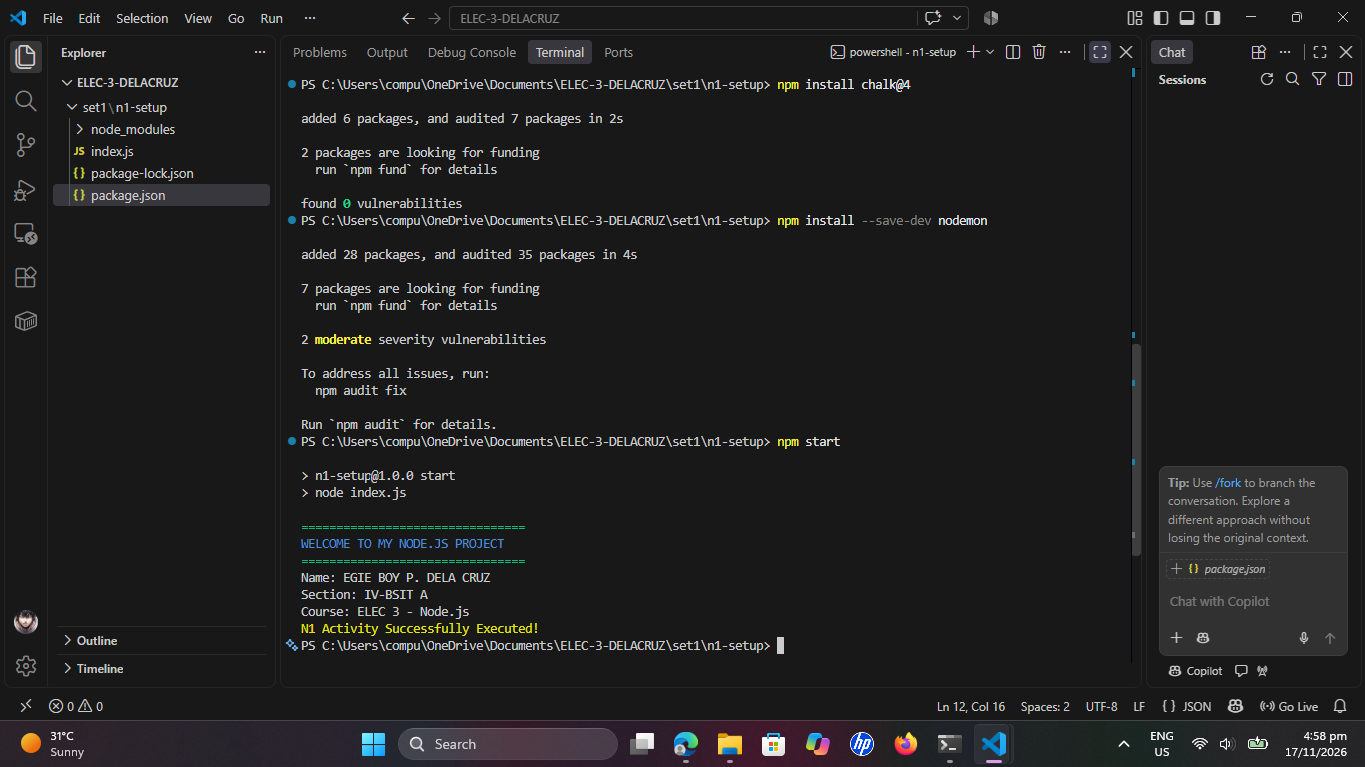 File Edit Selection View Go Run ··· ELEC-3-DELACRUZ
Explorer ···
ELEC-3-DELACRUZ
set1\n1-setup
node_modules
JS index.js
{} package-lock.json
{} package.json
Outline
Timeline
Problems Output Debug Console Terminal Ports powershell - n1-setup ···
PS C:\Users\compu\OneDrive\Documents\ELEC-3-DELACRUZ\set1\n1-setup> npm install chalk@4
added 6 packages, and audited 7 packages in 2s
2 packages are looking for funding
run `npm fund` for details
found 0 vulnerabilities
PS C:\Users\compu\OneDrive\Documents\ELEC-3-DELACRUZ\set1\n1-setup> npm install --save-dev nodemon
added 28 packages, and audited 35 packages in 4s
7 packages are looking for funding
run `npm fund` for details
2 moderate severity vulnerabilities
To address all issues, run:
npm audit fix
Run `npm audit` for details.
PS C:\Users\compu\OneDrive\Documents\ELEC-3-DELACRUZ\set1\n1-setup> npm start
> n1-setup@1.0.0 start
> node index.js
================================
WELCOME TO MY NODE.JS PROJECT
================================
Name: EGIE BOY P. DELA CRUZ
Section: IV-BSIT A
Course: ELEC 3 - Node.js
N1 Activity Successfully Executed!
PS C:\Users\compu\OneDrive\Documents\ELEC-3-DELACRUZ\set1\n1-setup>
Chat ···
Sessions
Tip: Use /fork to branch the
conversation. Explore a
different approach without
losing the original context.
{} package.json
Chat with Copilot
Copilot
0 0 Ln 12, Col 16 Spaces: 2 UTF-8 LF {} JSON Go Live
31°C
Sunny
Search
hp
ENG
US
4:58 pm
17/11/2026